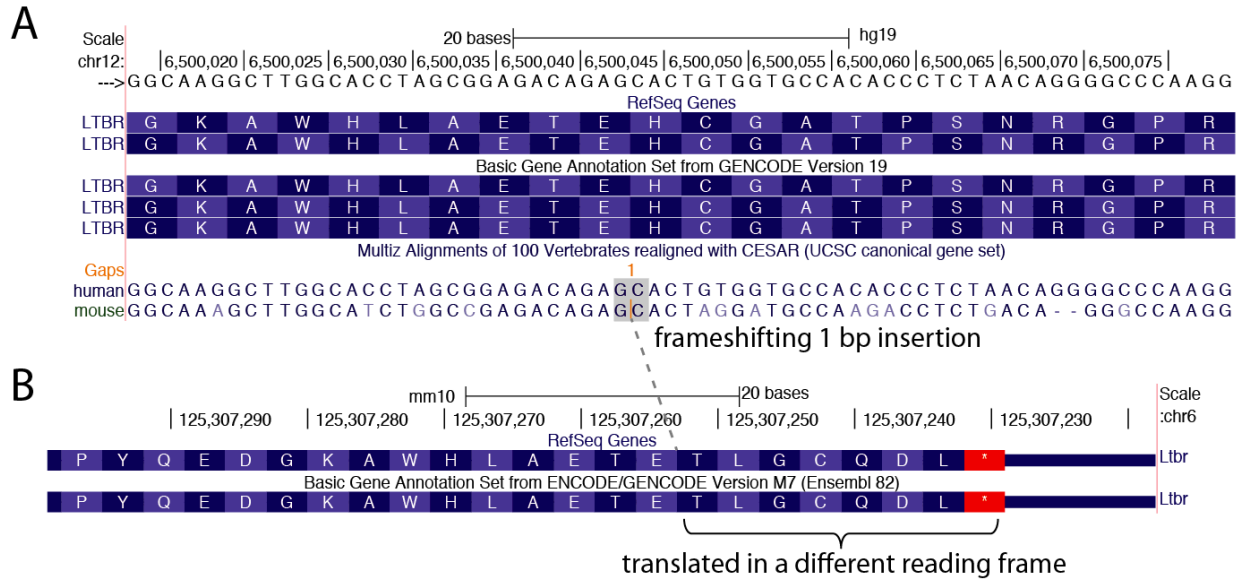 A
Scale 20 bases hg19
chr12: 6,500,020 6,500,025 6,500,030 6,500,035 6,500,040 6,500,045 6,500,050 6,500,055 6,500,060 6,500,065 6,500,070 6,500,075
---> G G C A A G G C T T G G C A C C T A G C G G A G A C A G A G C A C T G T G G T G C C A C A C C C T C T A A C A G G G G C C C A A G G
RefSeq Genes
LTBR G K A W H L A E T E H C G A T P S N R G P R
LTBR G K A W H L A E T E H C G A T P S N R G P R
Basic Gene Annotation Set from GENCODE Version 19
LTBR G K A W H L A E T E H C G A T P S N R G P R
LTBR G K A W H L A E T E H C G A T P S N R G P R
LTBR G K A W H L A E T E H C G A T P S N R G P R
Multiz Alignments of 100 Vertebrates realigned with CESAR (UCSC canonical gene set)
Gaps 1
human G G C A A G G C T T G G C A C C T A G C G G A G A C A G A G C A C T G T G G T G C C A C A C C C T C T A A C A G G G G C C C A A G G
mouse G G C A A A G C T T G G C A T C T G G C C G A G A C A G A G C A C T A G G A T G C C A A G A C C T C T G A C A - - G G G C C A A G G
frameshifting 1 bp insertion
B
mm10 20 bases Scale
125,307,290 125,307,280 125,307,270 125,307,260 125,307,250 125,307,240 125,307,230 :chr6
RefSeq Genes
P Y Q E D G K A W H L A E T E T L G C Q D L * Ltbr
Basic Gene Annotation Set from ENCODE/GENCODE Version M7 (Ensembl 82)
P Y Q E D G K A W H L A E T E T L G C Q D L * Ltbr
translated in a different reading frame